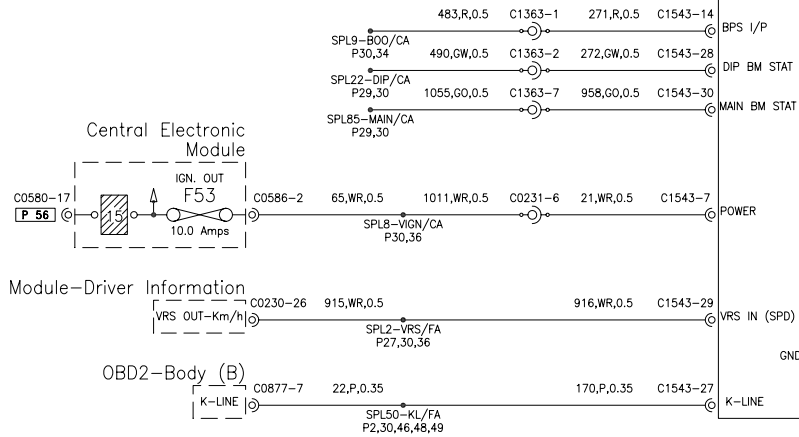 483,R,0.5 C1363-1 271,R,0.5 C1543-14 BPS I/P
SPL9-BOO/CA
P30,34
490,GW,0.5 C1363-2 272,GW,0.5 C1543-28 DIP BM STAT
SPL22-DIP/CA
P29,30
1055,GO,0.5 C1363-7 958,GO,0.5 C1543-30 MAIN BM STAT
SPL85-MAIN/CA
P29,30
Central Electronic
Module
IGN. OUT
C0580-17 F53 C0586-2 65,WR,0.5 1011,WR,0.5 C0231-6 21,WR,0.5 C1543-7 POWER
P 56 15
10.0 Amps
SPL8-VIGN/CA
P30,36
Module-Driver Information
C0230-26 915,WR,0.5 916,WR,0.5 C1543-29
VRS OUT-Km/h VRS IN (SPD)
SPL2-VRS/FA
P27,30,36
GND
OBD2-Body (B)
C0877-7 22,P,0.35 170,P,0.35 C1543-27
K-LINE K-LINE
SPL50-KL/FA
P2,30,46,48,49